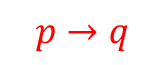 p → q